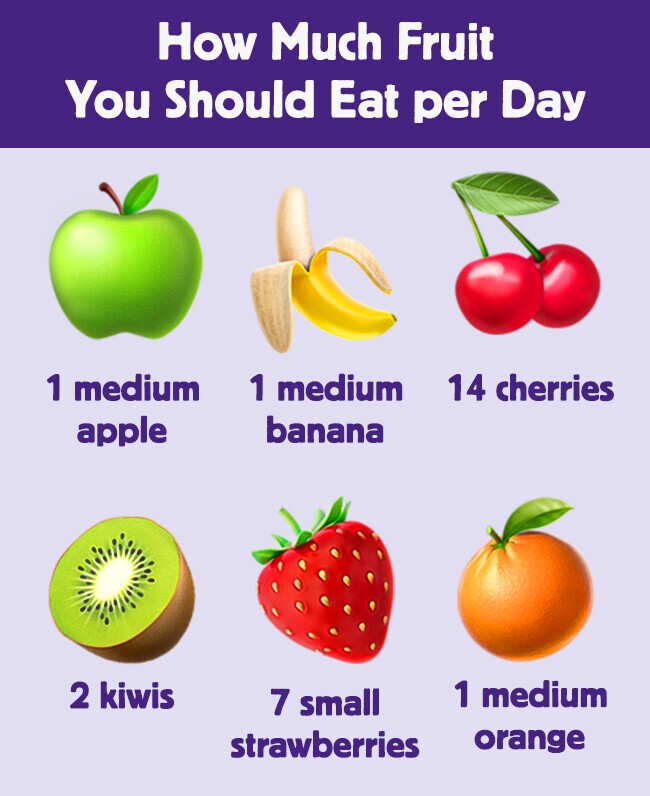 How Much Fruit
You Should Eat per Day
1 medium
apple
1 medium
banana
14 cherries
2 kiwis
7 small
strawberries
1 medium
orange